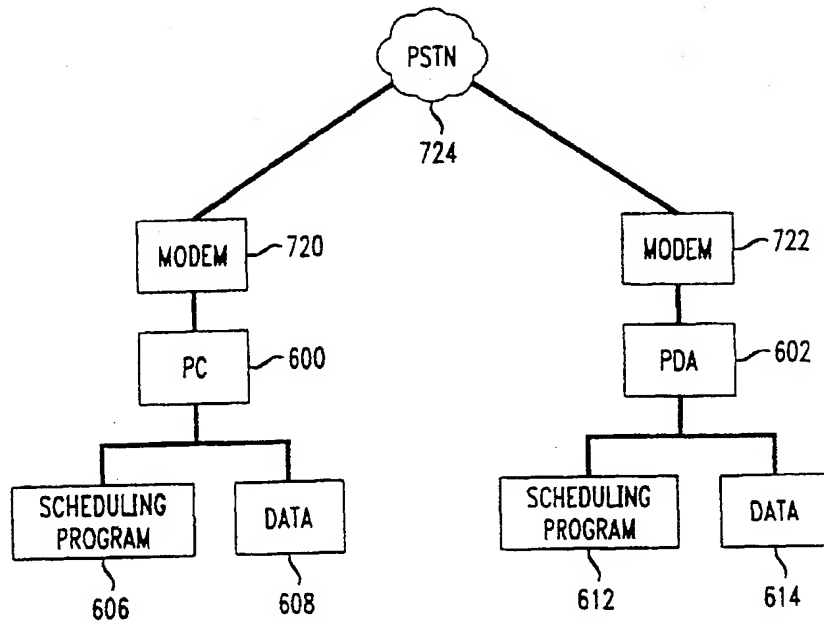 PSTN
724
MODEM
720
MODEM
722
PC
600
PDA
602
SCHEDULING
PROGRAM
DATA
SCHEDULING
PROGRAM
DATA
606
608
612
614